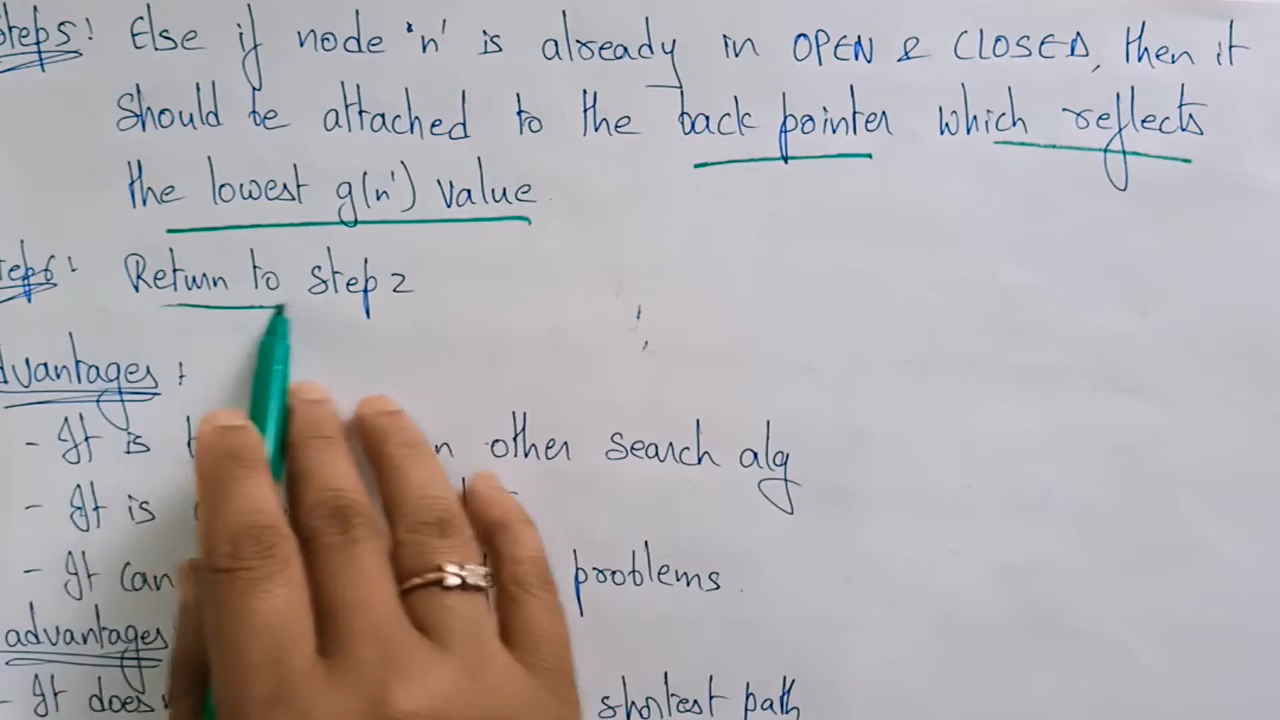 Steps: Else if node 'n' is already in OPEN & CLOSED, then it
should be attached to the back pointer which reflects
the lowest g(n') value.
Step6: Return to step 2
Advantages:
- It is other search alg
- It is
- It can problems.
advantages
- It does shortest path